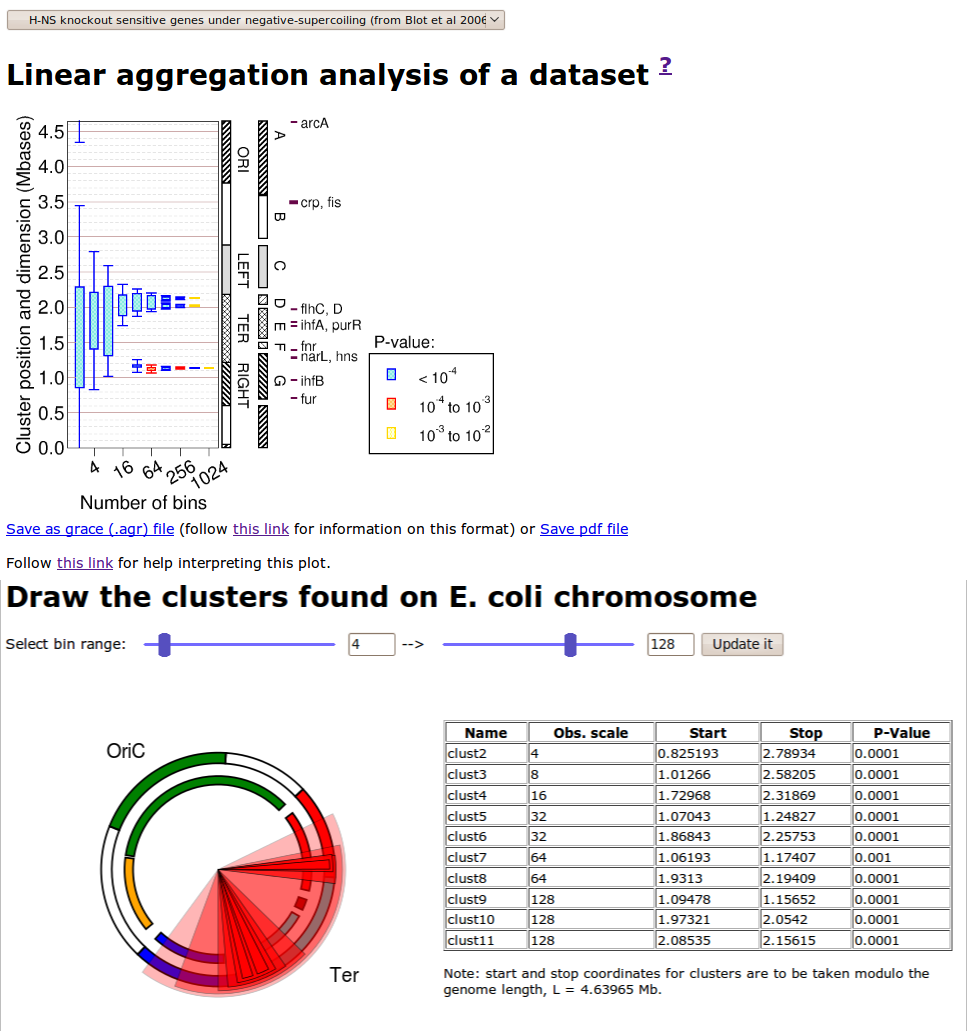 H-NS knockout sensitive genes under negative-supercoiling (from Blot et al 2006
Linear aggregation analysis of a dataset ?
Cluster position and dimension (Mbases)
4.5
4.0
3.5
3.0
2.5
2.0
1.5
1.0
0.5
0.0
4
16
64
256
1024
Number of bins
ORI
LEFT
TER
RIGHT
A
B
C
D
E
F
G
arcA
crp, fis
flhC, D
ihfA, purR
fnr
narL, hns
ihfB
fur
P-value:
< 10-4
10-4 to 10-3
10-3 to 10-2
Save as grace (.agr) file (follow this link for information on this format) or Save pdf file
Follow this link for help interpreting this plot.
Draw the clusters found on E. coli chromosome
Select bin range: 4 --> 128 Update it
OriC
Ter
Name Obs. scale Start Stop P-Value
clust2 4 0.825193 2.78934 0.0001
clust3 8 1.01266 2.58205 0.0001
clust4 16 1.72968 2.31869 0.0001
clust5 32 1.07043 1.24827 0.0001
clust6 32 1.86843 2.25753 0.0001
clust7 64 1.06193 1.17407 0.001
clust8 64 1.9313 2.19409 0.0001
clust9 128 1.09478 1.15652 0.0001
clust10 128 1.97321 2.0542 0.0001
clust11 128 2.08535 2.15615 0.0001
Note: start and stop coordinates for clusters are to be taken modulo the
genome length, L = 4.63965 Mb.